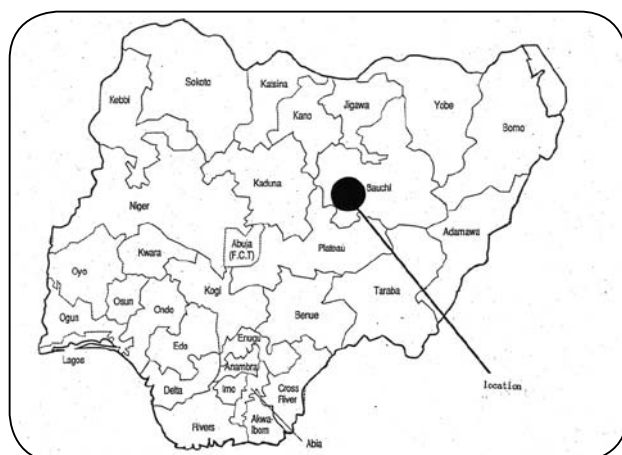 Sokoto
Katsina
Kebbi
Kano
Jigawa
Yobe
Borno
Bauchi
Kaduna
Niger
Adamawa
Abuja
(F.C.T)
Plateau
Kwara
Oyo
Kogi
Taraba
Osun
Benue
Ondo
Ogun
Enugu
Edo
Lagos
Anambra
location
Delta
Imo
Cross
River
Akwa-
Ibom
Rivers
Abia